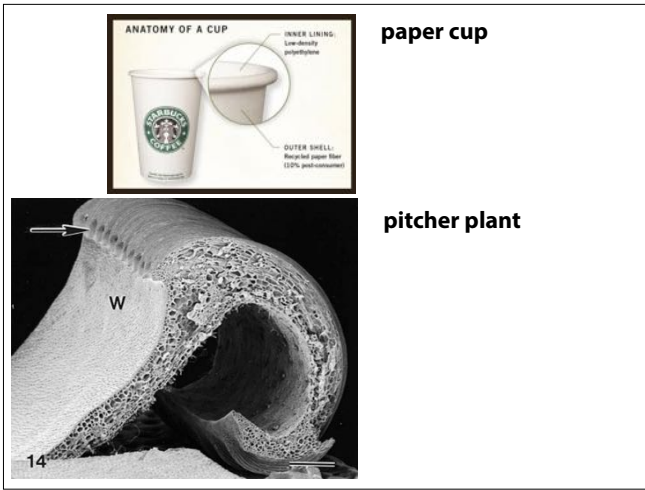 ANATOMY OF A CUP
INNER LINING:
Low-density
polyethylene
STARBUCKS
COFFEE
OUTER SHELL:
Recycled paper fiber
(10% post-consumer)
paper cup
pitcher plant
W
14